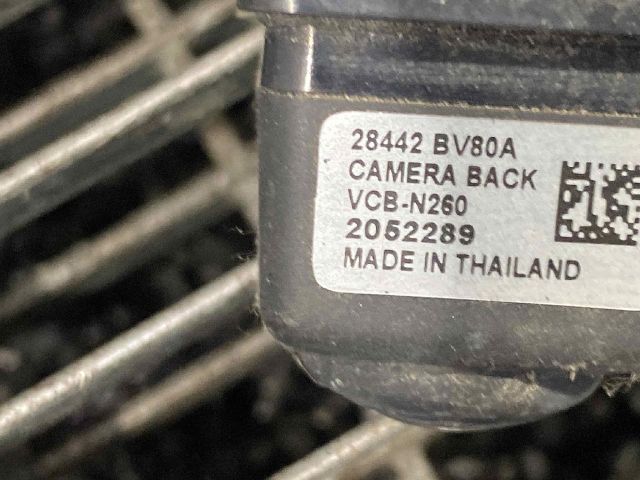 28442 BV80A
CAMERA BACK
VCB-N260
2052289
MADE IN THAILAND